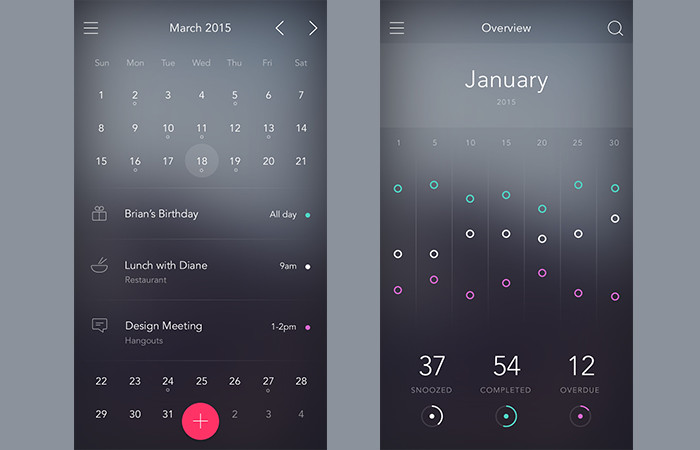 March 2015
Sun Mon Tue Wed Thu Fri Sat
1 2 3 4 5 6 7
8 9 10 11 12 13 14
15 16 17 18 19 20 21
Brian's Birthday All day
Lunch with Diane 9am
Restaurant
Design Meeting 1-2pm
Hangouts
22 23 24 25 26 27 28
29 30 31 2 3 4
Overview
January
2015
1 5 10 15 20 25 30
37 54 12
SNOOZED COMPLETED OVERDUE